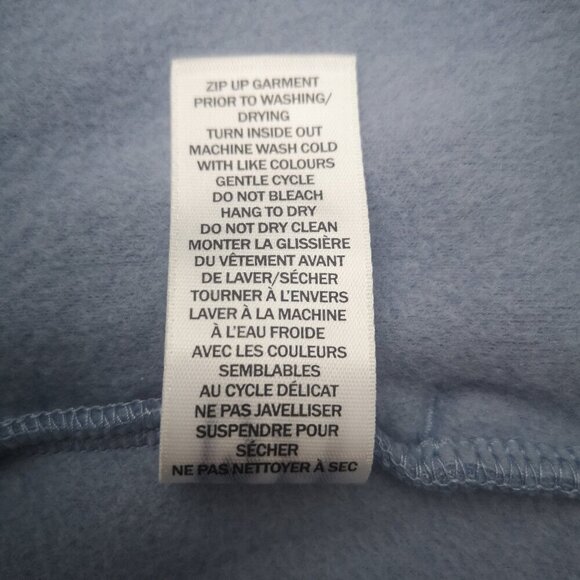 ZIP UP GARMENT
PRIOR TO WASHING/
DRYING
TURN INSIDE OUT
MACHINE WASH COLD
WITH LIKE COLOURS
GENTLE CYCLE
DO NOT BLEACH
HANG TO DRY
DO NOT DRY CLEAN
MONTER LA GLISSIÈRE
DU VÊTEMENT AVANT
DE LAVER/SÉCHER
TOURNER À L'ENVERS
LAVER À LA MACHINE
À L'EAU FROIDE
AVEC LES COULEURS
SEMBLABLES
AU CYCLE DÉLICAT
NE PAS JAVELLISER
SUSPENDRE POUR
SÉCHER
NE PAS NETTOYER À SEC